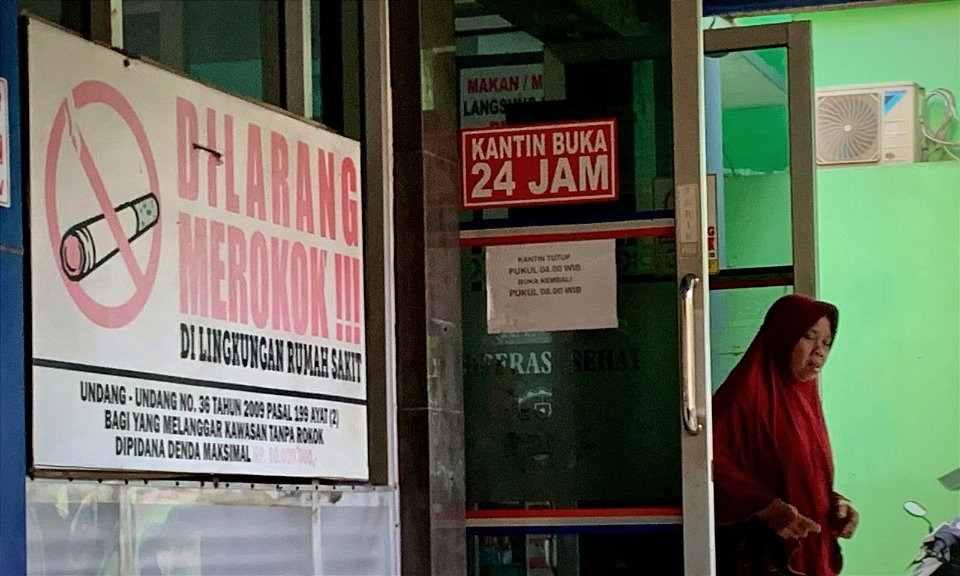 DILARANG
MEROKOK !!!
DI LINGKUNGAN RUMAH SAKIT
UNDANG - UNDANG NO. 36 TAHUN 2009 PASAL 199 AYAT (2)
BAGI YANG MELANGGAR KAWASAN TANPA ROKOK
DIPIDANA DENDA MAKSIMAL
MAKAN / M
LANGSUNG
KANTIN BUKA
24 JAM
KANTIN TUTUP
PUKUL 04.00 WIB
BUKA KEMBALI
PUKUL 06.00 WIB
BERAS SEHAT